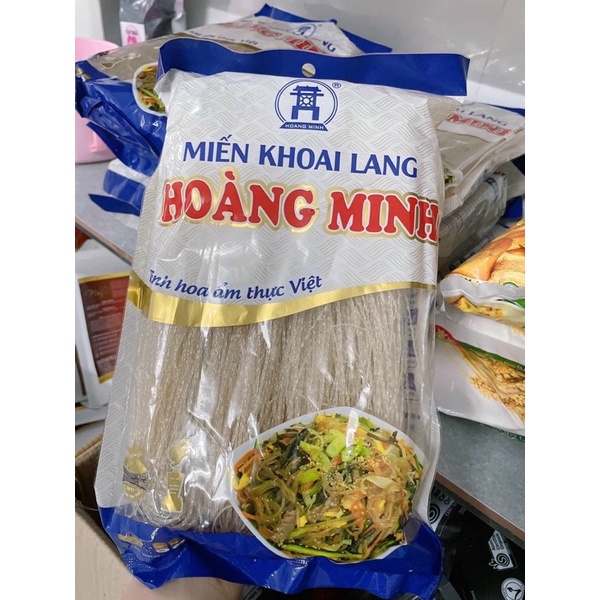 ®
HOANG MINH
MIẾN KHOAI LANG
HOÀNG MINH
Tinh hoa ẩm thực Việt